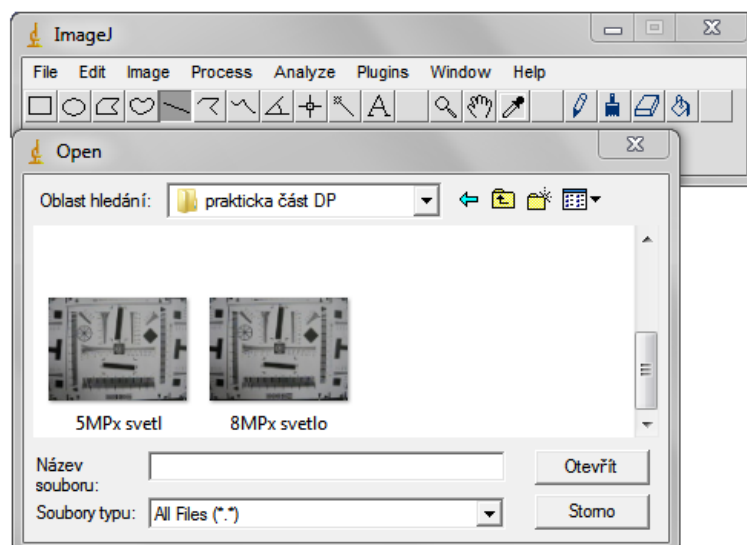 ImageJ
File Edit Image Process Analyze Plugins Window Help
A
Open
Oblast hledání: prakticka část DP
5MPx svetl 8MPx svetlo
Název souboru:
Otevřít
Soubory typu: All Files (*.*)
Storno